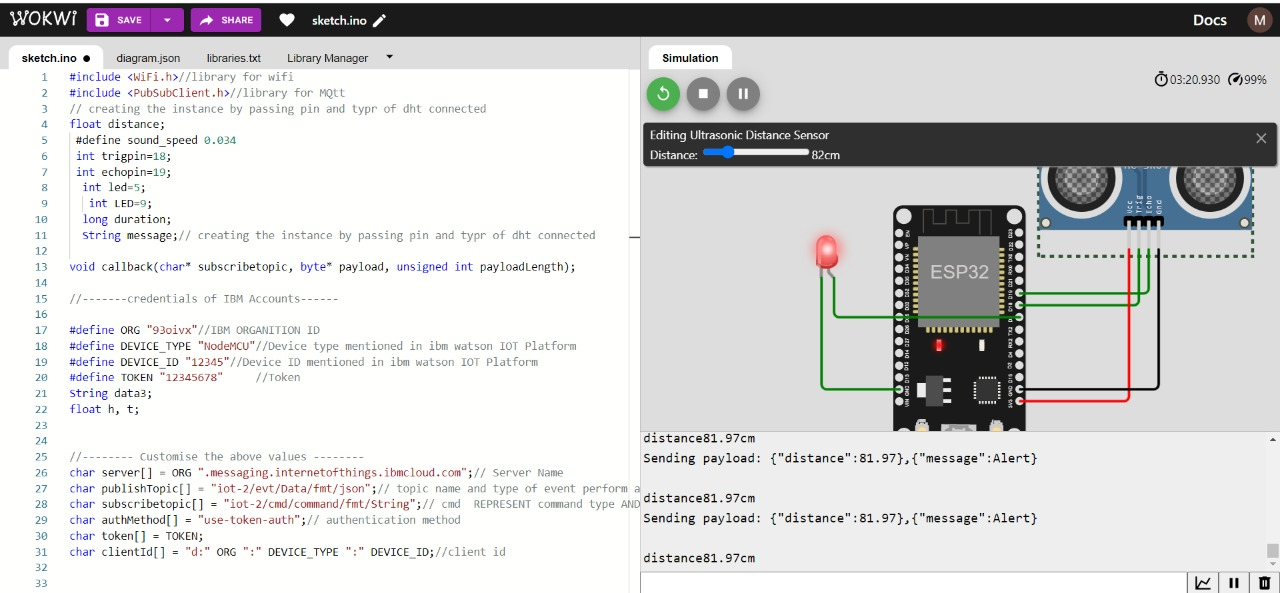 WOKWi SAVE SHARE sketch.ino Docs M
sketch.ino diagram.json libraries.txt Library Manager
1 #include <WiFi.h>//library for wifi
2 #include <PubSubClient.h>//library for MQtt
3 // creating the instance by passing pin and typr of dht connected
4 float distance;
5 #define sound_speed 0.034
6 int trigpin=18;
7 int echopin=19;
8 int led=5;
9 int LED=9;
10 long duration;
11 String message;// creating the instance by passing pin and typr of dht connected
12
13 void callback(char* subscribetopic, byte* payload, unsigned int payloadLength);
14
15 //-------credentials of IBM Accounts------
16
17 #define ORG "93oivx"//IBM ORGANITION ID
18 #define DEVICE_TYPE "NodeMCU"//Device type mentioned in ibm watson IOT Platform
19 #define DEVICE_ID "12345"//Device ID mentioned in ibm watson IOT Platform
20 #define TOKEN "12345678" //Token
21 String data3;
22 float h, t;
23
24
25 //-------- Customise the above values --------
26 char server[] = ORG ".messaging.internetofthings.ibmcloud.com";// Server Name
27 char publishTopic[] = "iot-2/evt/Data/fmt/json";// topic name and type of event perform a
28 char subscribetopic[] = "iot-2/cmd/command/fmt/String";// cmd REPRESENT command type AND
29 char authMethod[] = "use-token-auth";// authentication method
30 char token[] = TOKEN;
31 char clientId[] = "d:" ORG ":" DEVICE_TYPE ":" DEVICE_ID;//client id
32
33
Simulation
03:20.930 99%
Editing Ultrasonic Distance Sensor
Distance: 82cm
Vcc
Trig
Echo
Gnd
ESP32
distance81.97cm
Sending payload: {"distance":81.97},{"message":Alert}
distance81.97cm
Sending payload: {"distance":81.97},{"message":Alert}
distance81.97cm